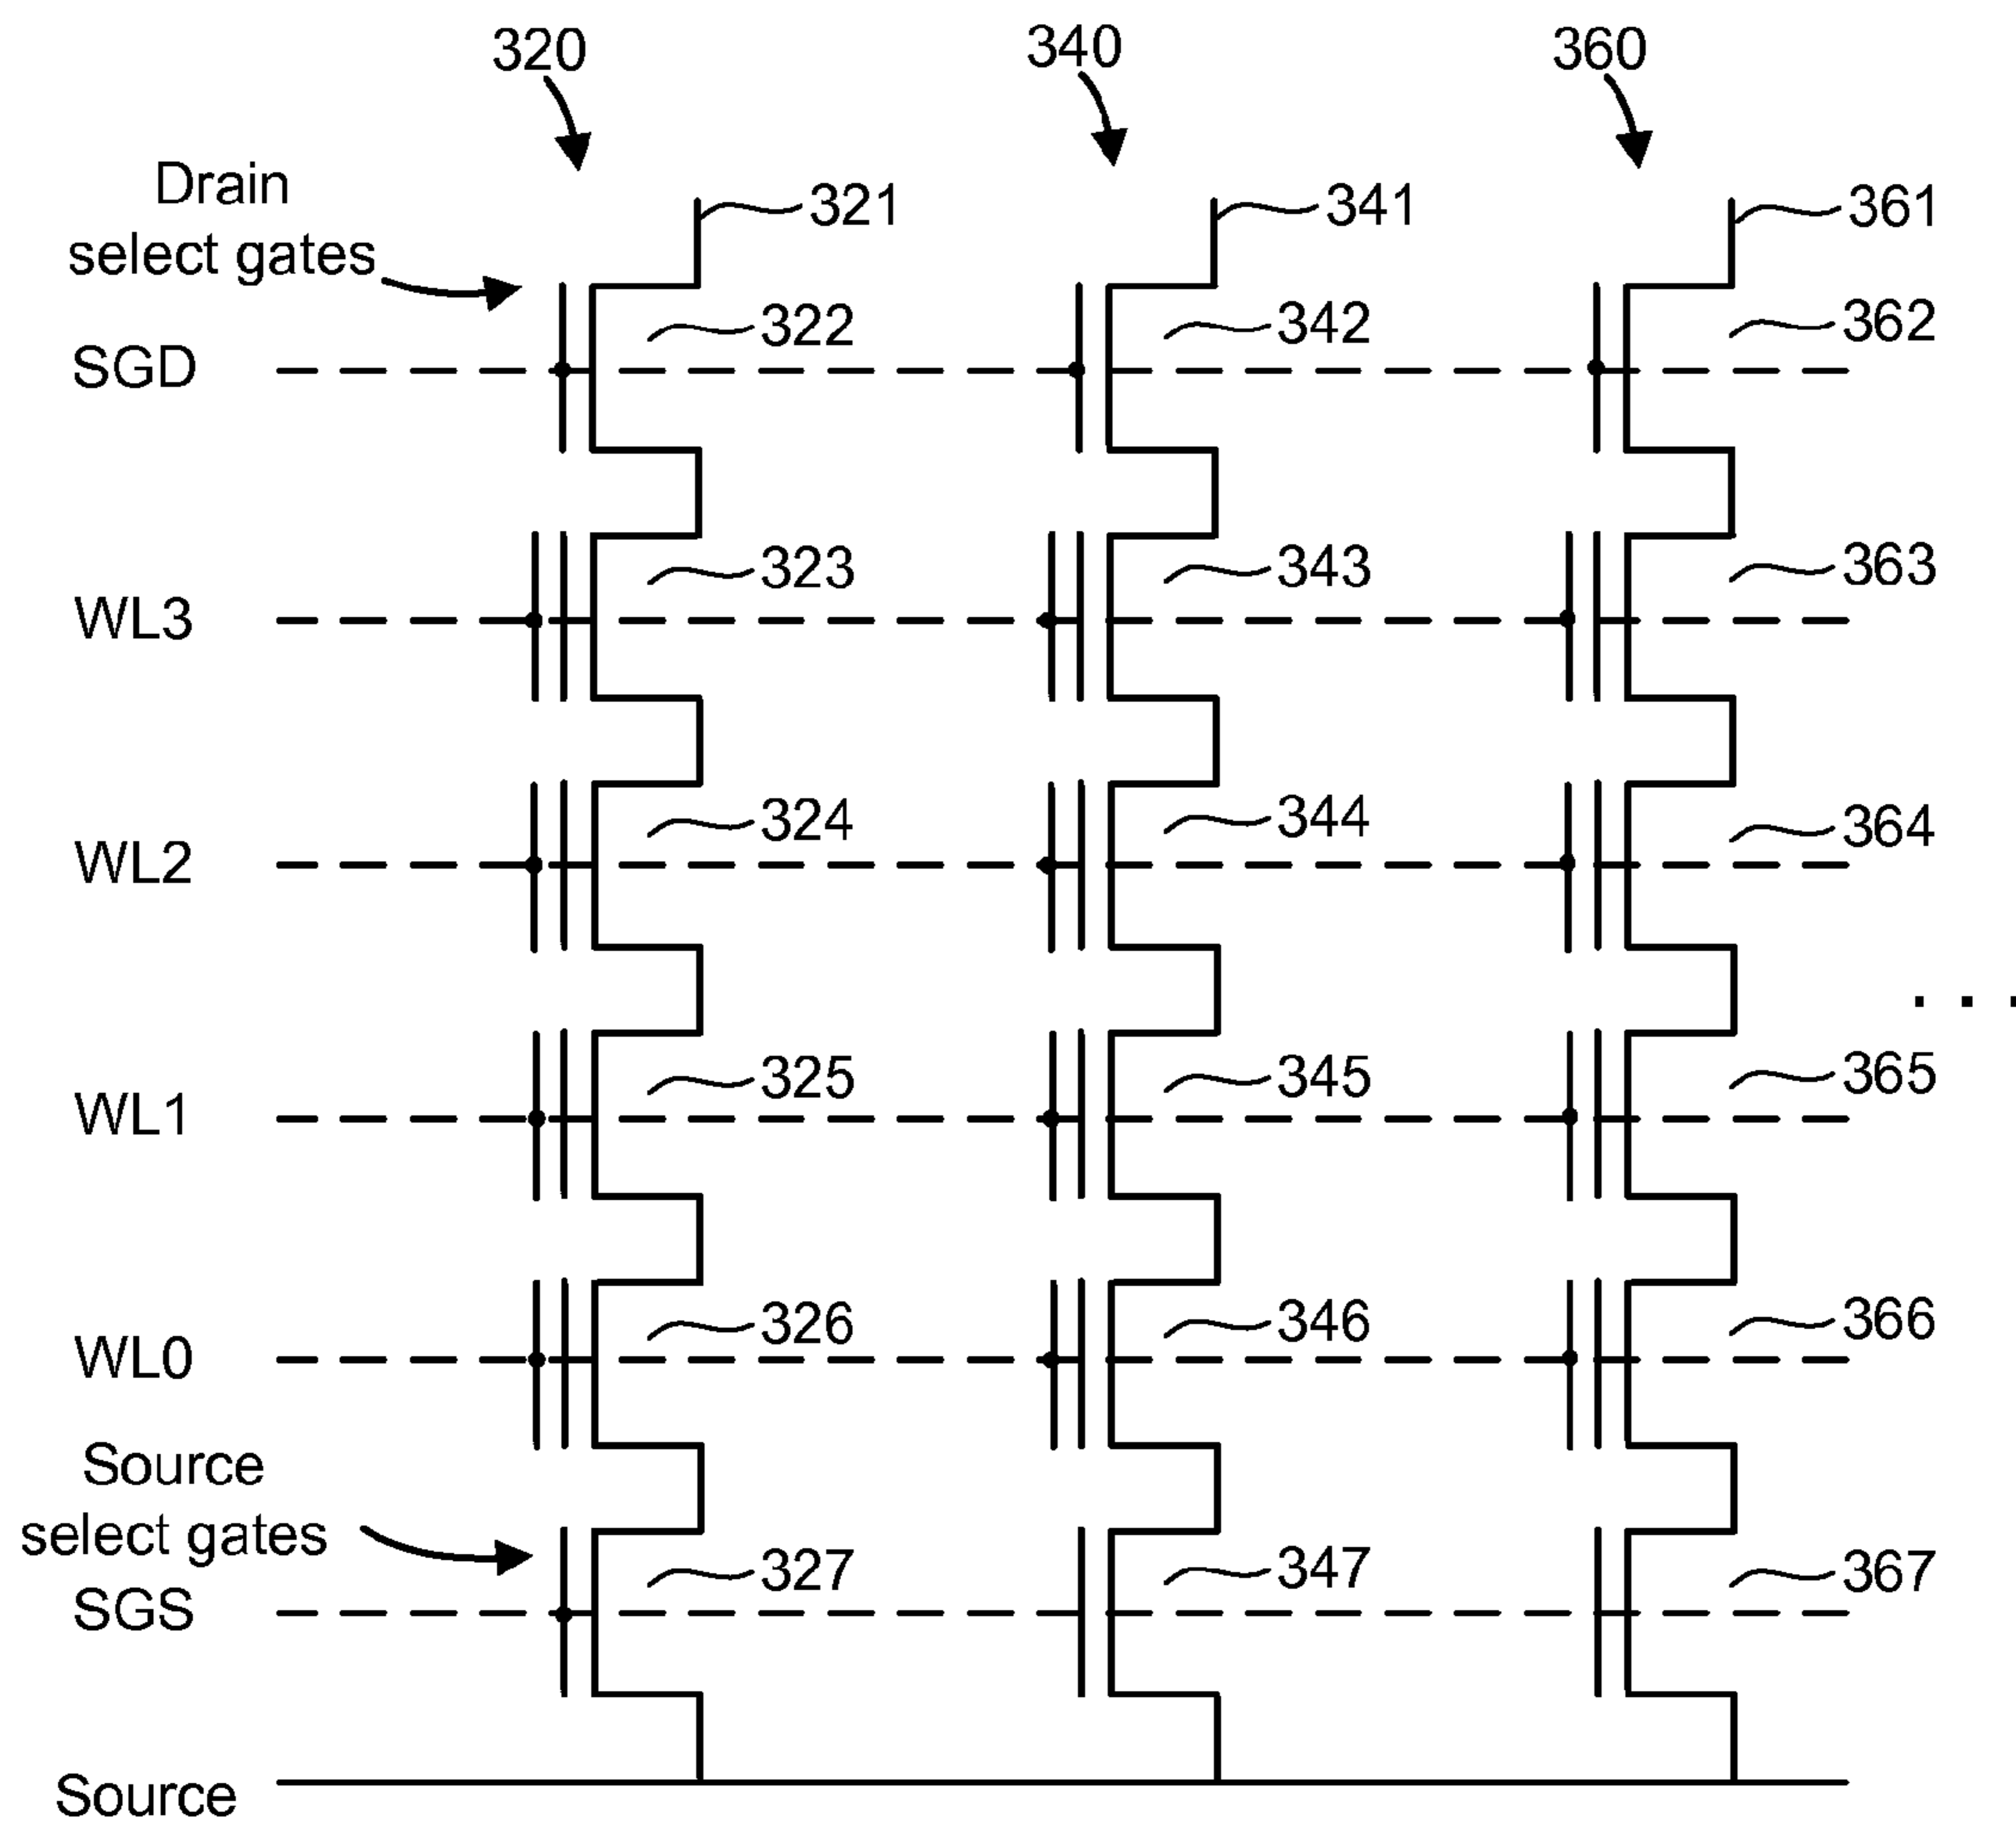 320 340 360
Drain
select gates
321 341 361
322 342 362
SGD
323 343 363
WL3
324 344 364
WL2
325 345 365
WL1
. . .
326 346 366
WL0
Source
select gates
327 347 367
SGS
Source